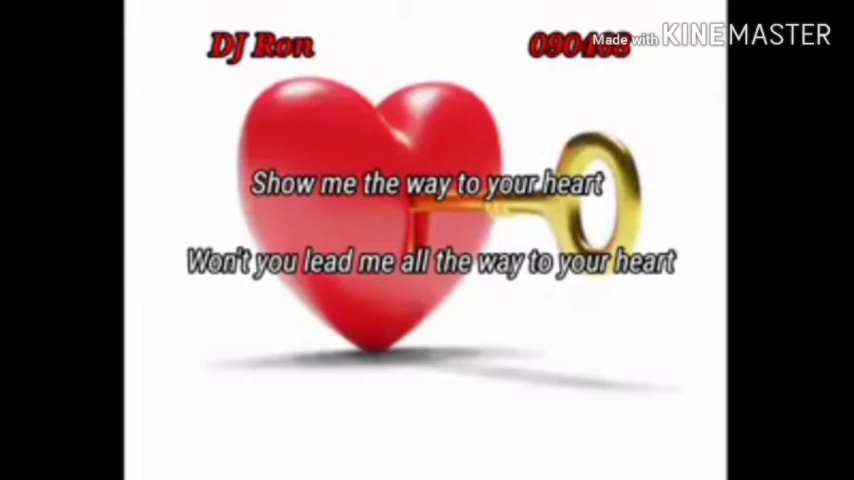 DJ Ron
Made with KINEMASTER
Show me the way to your heart
Won't you lead me all the way to your heart